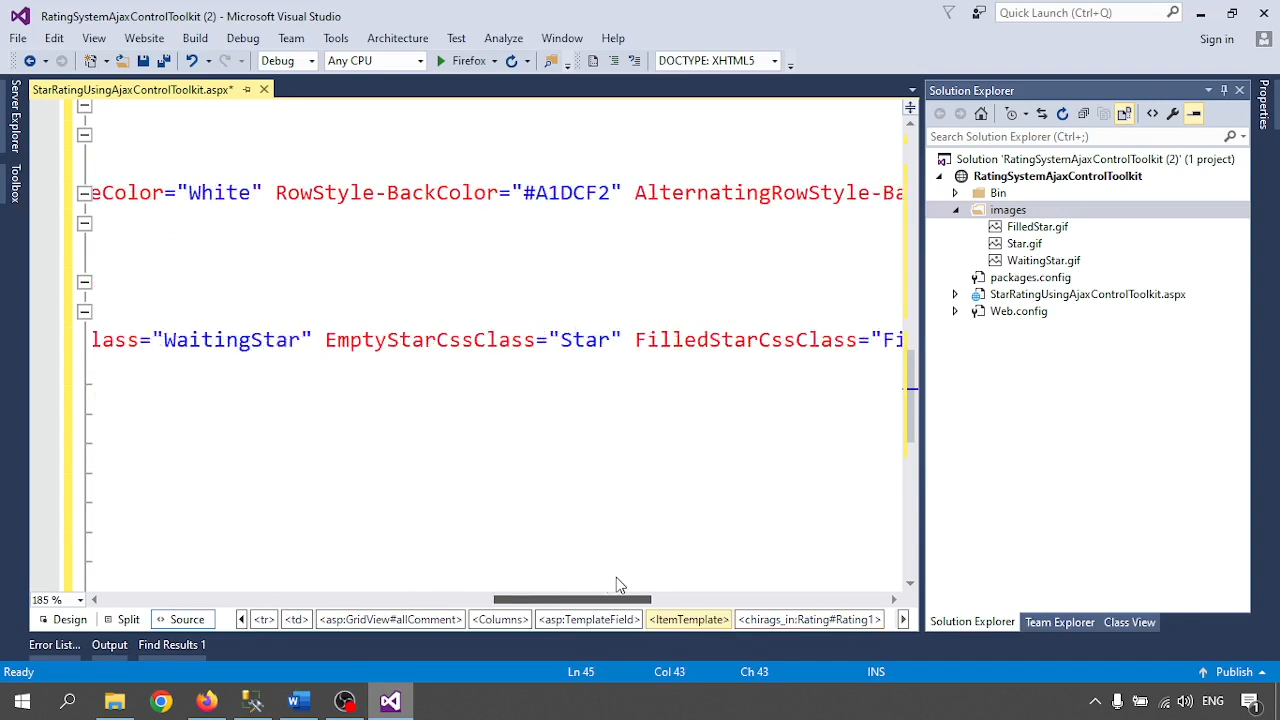 RatingSystemAjaxControlToolkit (2) - Microsoft Visual Studio
Quick Launch (Ctrl+Q)
File Edit View Website Build Debug Team Tools Architecture Test Analyze Window Help
Sign in
Debug Any CPU Firefox DOCTYPE: XHTML5
StarRatingUsingAjaxControlToolkit.aspx*
Server Explorer
Toolbox
eColor="White" RowStyle-BackColor="#A1DCF2" AlternatingRowStyle-Ba
lass="WaitingStar" EmptyStarCssClass="Star" FilledStarCssClass="Fi
185 %
Design Split Source <tr> <td> <asp:GridView#allComment> <Columns> <asp:TemplateField> <ItemTemplate> <chirags_in:Rating#Rating1>
Solution Explorer
Search Solution Explorer (Ctrl+;)
Solution 'RatingSystemAjaxControlToolkit (2)' (1 project)
RatingSystemAjaxControlToolkit
Bin
images
FilledStar.gif
Star.gif
WaitingStar.gif
packages.config
StarRatingUsingAjaxControlToolkit.aspx
Web.config
Solution Explorer Team Explorer Class View
Properties
Error List... Output Find Results 1
Ready Ln 45 Col 43 Ch 43 INS Publish
ENG 1